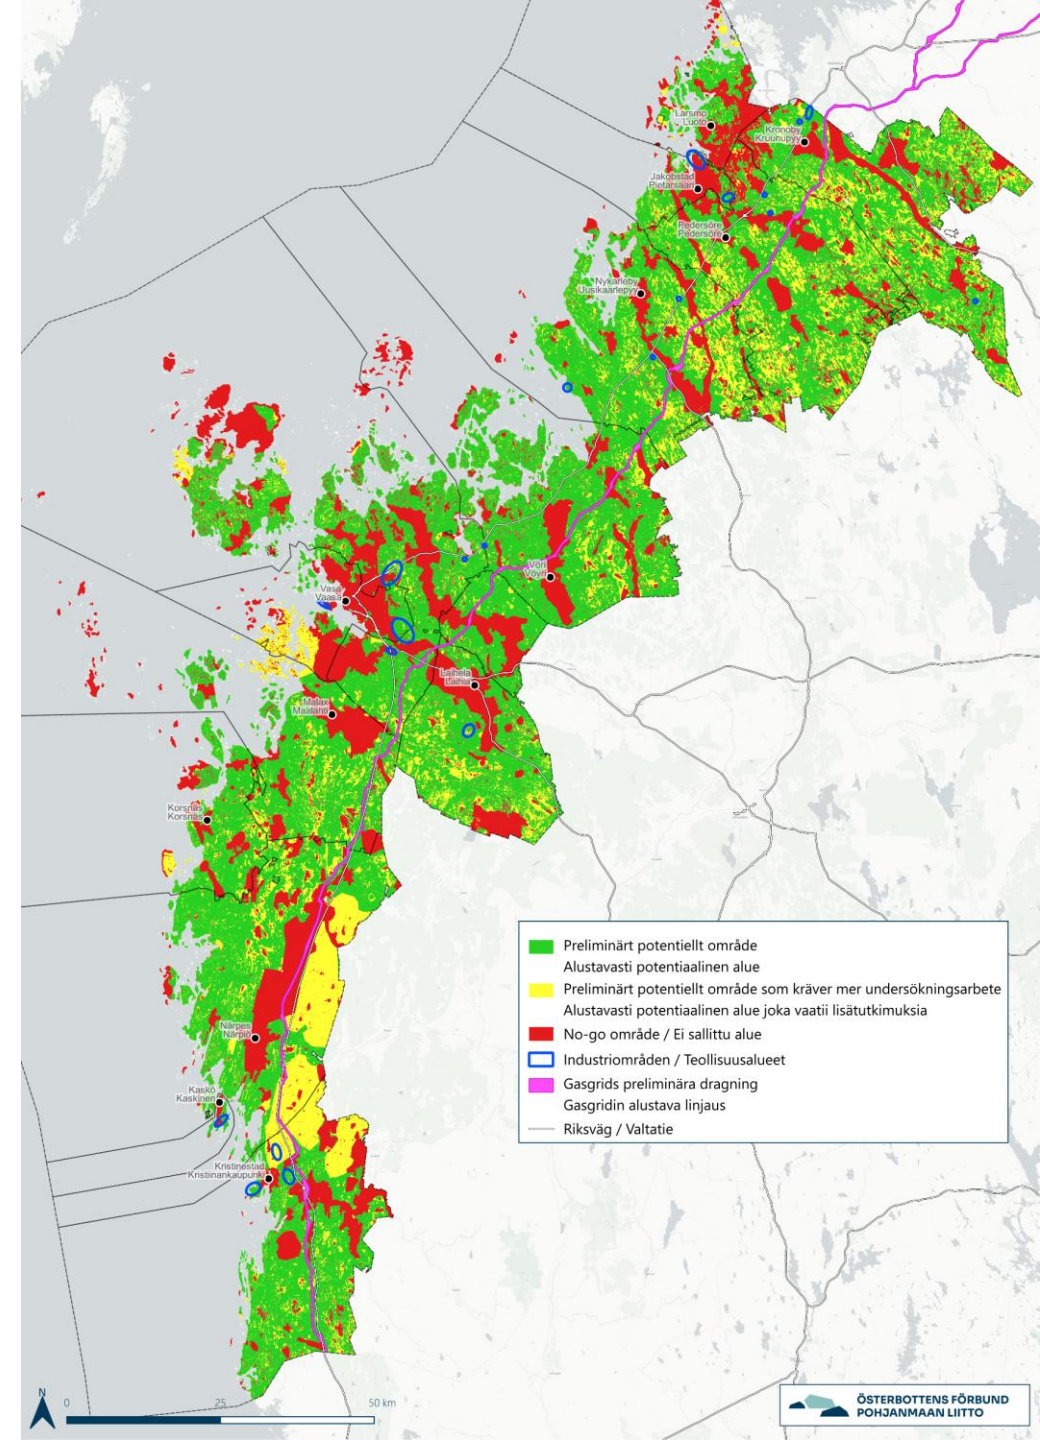 Larsmo
Luoto
Kronoby
Kruunupyy
Jakobstad
Pietarsaari
Pedersöre
Pedersöre
Nykarleby
Uusikaarlepyy
Vörå
Vöyri
Vasa
Vaasa
Laihela
Laihia
Malax
Maalahti
Korsnäs
Korsnäs
Närpes
Närpiö
Kaskö
Kaskinen
Kristinestad
Kristiinankaupunki
Preliminärt potentiellt område
Alustavasti potentiaalinen alue
Preliminärt potentiellt område som kräver mer undersökningsarbete
Alustavasti potentiaalinen alue joka vaatii lisätutkimuksia
No-go område / Ei sallittu alue
Industriområden / Teollisuusalueet
Gasgrids preliminära dragning
Gasgridin alustava linjaus
Riksväg / Valtatie
N
0 25 50 km
ÖSTERBOTTENS FÖRBUND
POHJANMAAN LIITTO